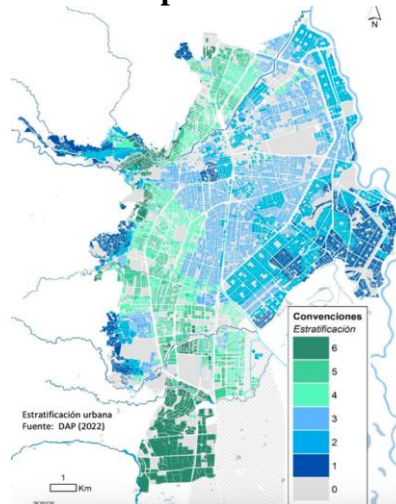 N
Convenciones
Estratificación
6
5
4
3
2
1
0
Estratificación urbana
Fuente: DAP (2022)
1
Km